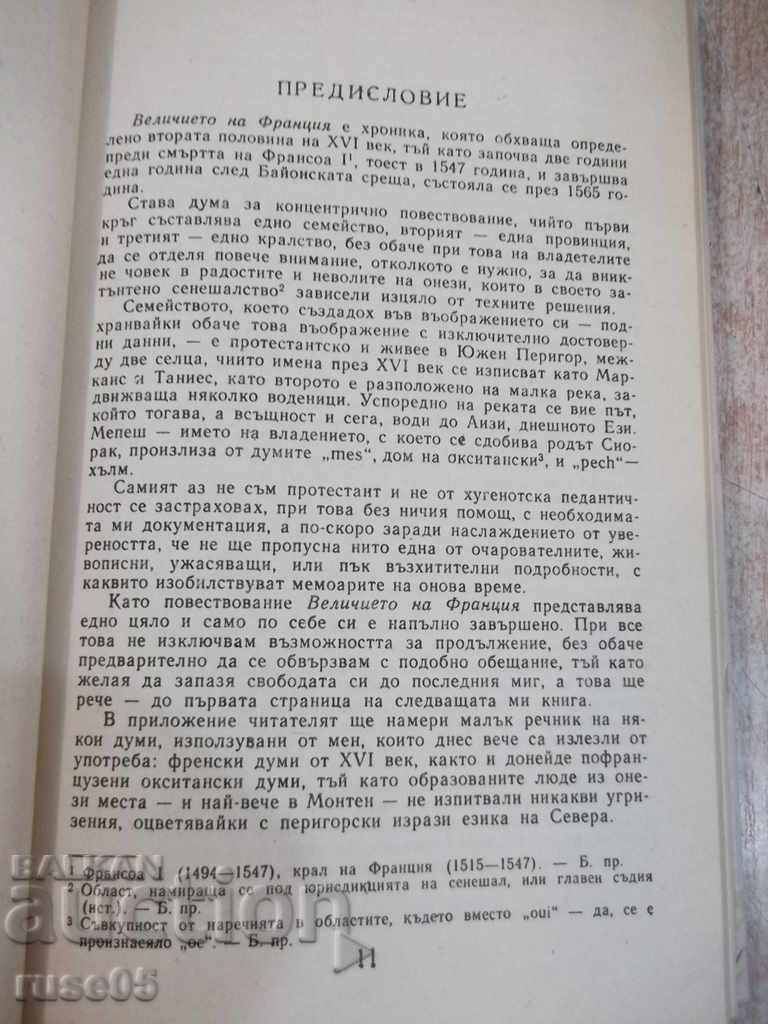 ПРЕДИСЛОВИЕ
Величието на Франция е хроника, която обхваща опреде-
лено втората половина на XVI век, тъй като започва две години
преди смъртта на Франсоа I¹, тоест в 1547 година, и завършва
една година след Байонската среща, състояла се през 1565 го-
дина.
Става дума за концентрично повествование, чийто първи
кръг съставлява едно семейство, вторият — една провинция,
и третият — едно кралство, без обаче при това на владетелите
да се отделя повече внимание, отколкото е нужно, за да вник-
не човек в радостите и неволите на онези, които в своето за-
тънтено сенешалство² зависели изцяло от техните решения.
Семейството, което създадох във въображението си — под-
хранвайки обаче това въображение с изключително достовер-
ни данни, — е протестантско и живее в Южен Перигор, меж-
ду две селца, чиито имена през XVI век се изписват като Мар-
канс и Таниес, като второто е разположено на малка река, за-
движваща няколко воденици. Успоредно на реката се вие път,
който тогава, а всъщност и сега, води до Аизи, днешното Ези.
Мепеш — името на владението, с което се сдобива родът Сио-
рак, произлиза от думите „mes“, дом на окситански³, и „pech“—
хълм.
Самият аз не съм протестант и не от хугенотска педантич-
ност се застраховах, при това без ничия помощ, с необходима-
та ми документация, а по-скоро заради наслаждението от уве-
реността, че не ще пропусна нито една от очарователните, жи-
вописни, ужасяващи, или пък възхитителни подробности, с
каквито изобилствуват мемоарите на онова време.
Като повествование Величието на Франция представлява
едно цяло и само по себе си е напълно завършено. При все
това не изключвам възможността за продължение, без обаче
предварително да се обвързвам с подобно обещание, тъй като
желая да запазя свободата си до последния миг, а това ще
рече — до първата страница на следващата ми книга.
В приложение читателят ще намери малък речник на ня-
кои думи, използувани от мен, които днес вече са излезли от
употреба: френски думи от XVI век, както и донейде пофран-
цузени окситански думи, тъй като образованите люде из оне-
зи места — и най-вече в Монтен — не изпитвали никакви угри-
зения, оцветявайки с перигорски изрази езика на Севера.
¹ Франсоа I (1494—1547), крал на Франция (1515—1547). — Б. пр.
² Област, намираща се под юрисдикцията на сенешал, или главен съдия
(ист.). — Б. пр.
³ Съвкупност от наречията в областите, където вместо „oui“ — да, се е
произнасяло „ос“. — Б. пр.
11
BALKAN
auction
ruse05